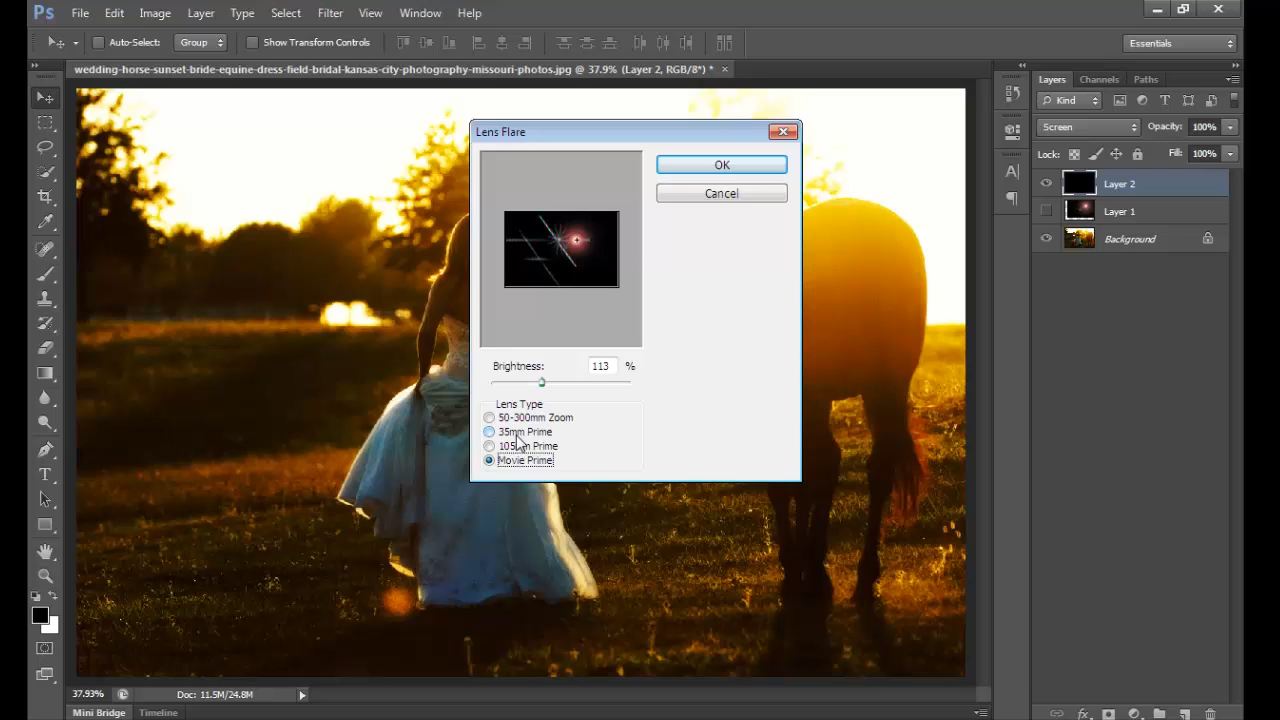 Ps File Edit Image Layer Type Select Filter View Window Help
Auto-Select: Group Show Transform Controls Essentials
wedding-horse-sunset-bride-equine-dress-field-bridal-kansas-city-photography-missouri-photos.jpg @ 37.9% (Layer 2, RGB/8*) *
Layers Channels Paths
Kind
Screen Opacity: 100%
Lock: Fill: 100%
Layer 2
Layer 1
Background
Lens Flare
OK
Cancel
Brightness: 113 %
Lens Type
50-300mm Zoom
35mm Prime
105mm Prime
Movie Prime
37.93% Doc: 11.5M/24.8M
Mini Bridge Timeline